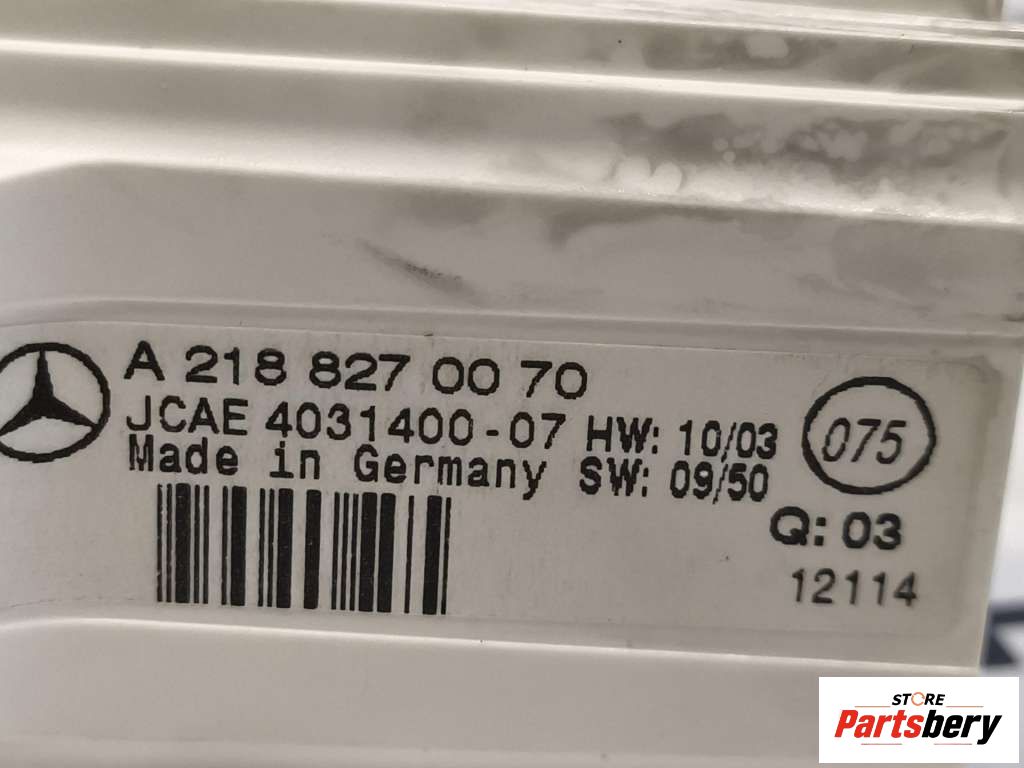 A 218 827 00 70
JCAE 4031400-07 HW: 10/03
Made in Germany SW: 09/50
075
Q: 03
12114
STORE
Partsbery